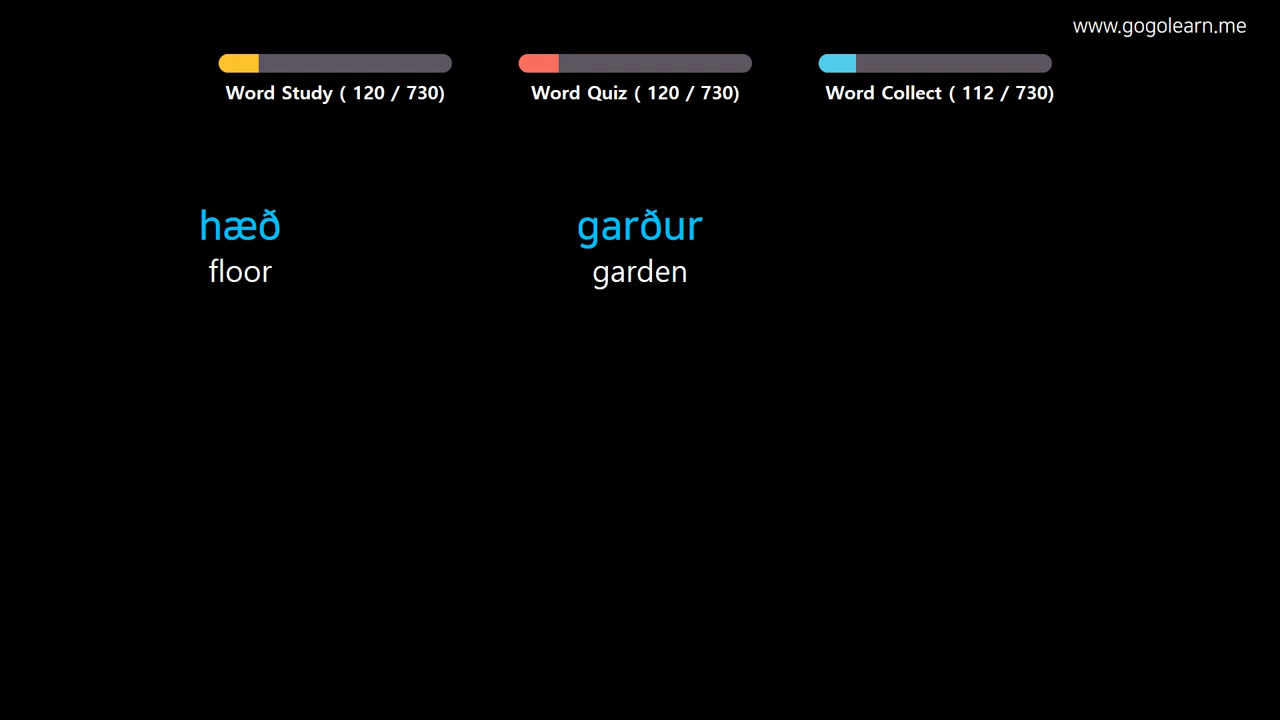 www.gogolearn.me
Word Study ( 120 / 730)
Word Quiz ( 120 / 730)
Word Collect ( 112 / 730)
hæð
floor
garður
garden